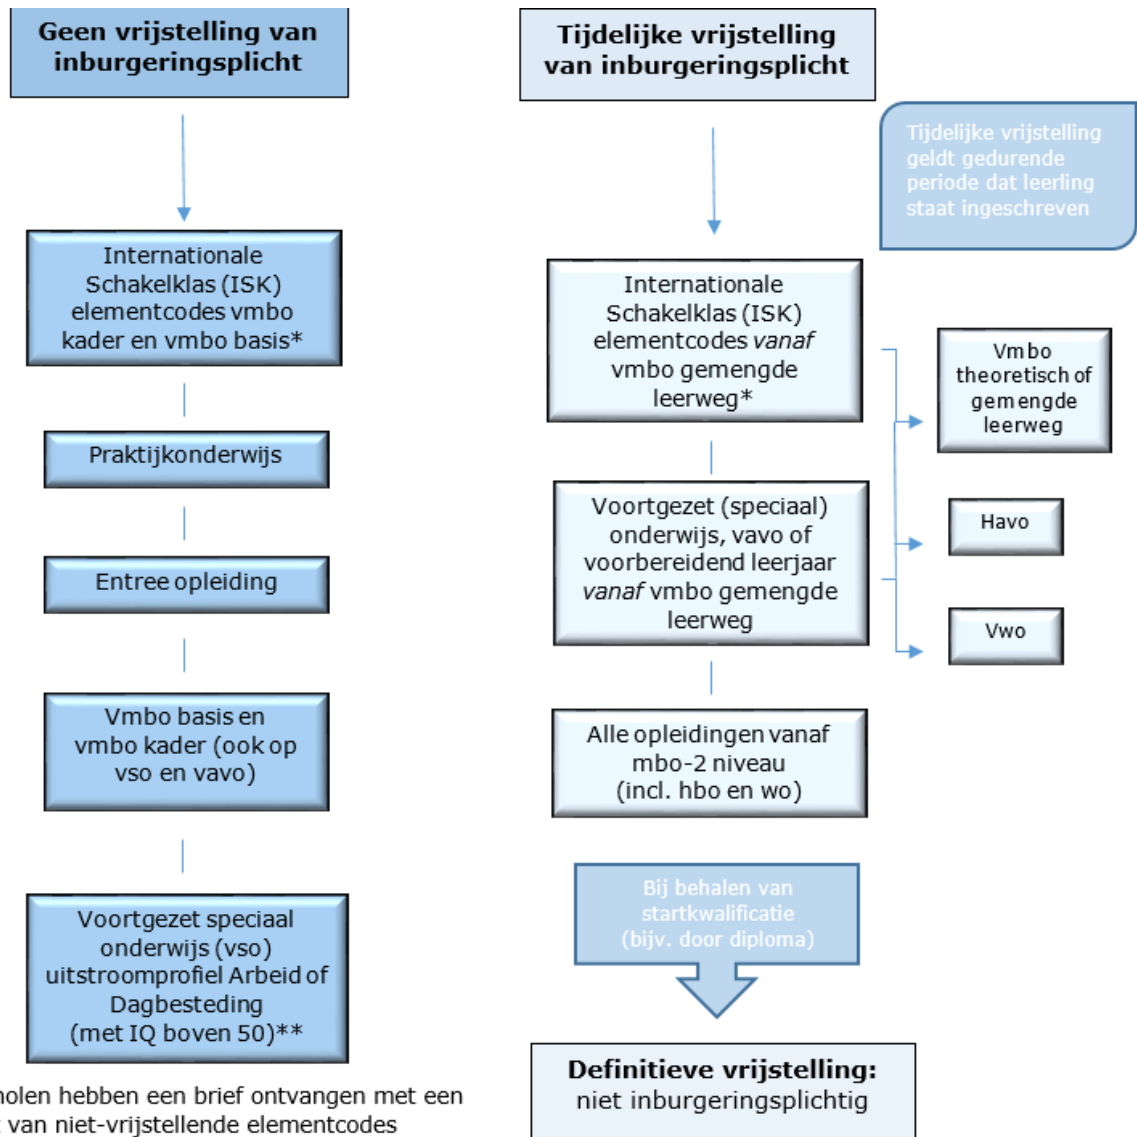 Geen vrijstelling van
inburgeringsplicht
Internationale
Schakelklas (ISK)
elementcodes vmbo
kader en vmbo basis*
Praktijkonderwijs
Entree opleiding
Vmbo basis en
vmbo kader (ook op
vso en vavo)
Voortgezet speciaal
onderwijs (vso)
uitstroomprofiel Arbeid of
Dagbesteding
(met IQ boven 50)**
hebben een brief ontvangen met een
van niet-vrijstellende elementcodes
Tijdelijke vrijstelling
van inburgeringsplicht
Tijdelijke vrijstelling
geldt gedurende
periode dat leerling
staat ingeschreven
Internationale
Schakelklas (ISK)
elementcodes vanaf
vmbo gemengde
leerweg*
Vmbo
theoretisch of
gemengde
leerweg
Havo
Vwo
Voortgezet (speciaal)
onderwijs, vavo of
voorbereidend leerjaar
vanaf vmbo gemengde
leerweg
Alle opleidingen vanaf
mbo-2 niveau
(incl. hbo en wo)
Bij behalen van
startkwalificatie
(bijv. door diploma)
Definitieve vrijstelling:
niet inburgeringsplichtig